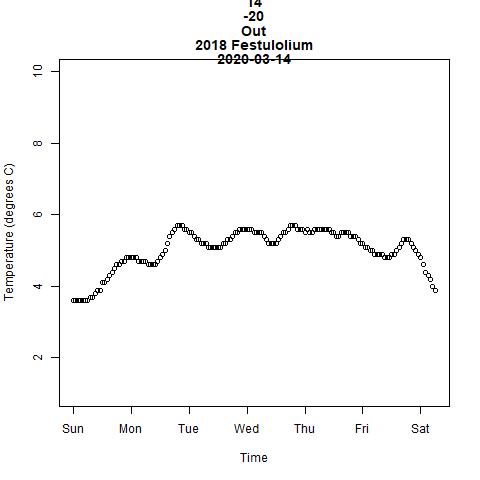 14
-20
Out
2018 Festulolium
2020-03-14
10
8
6
4
2
Temperature (degrees C)
Sun Mon Tue Wed Thu Fri Sat
Time